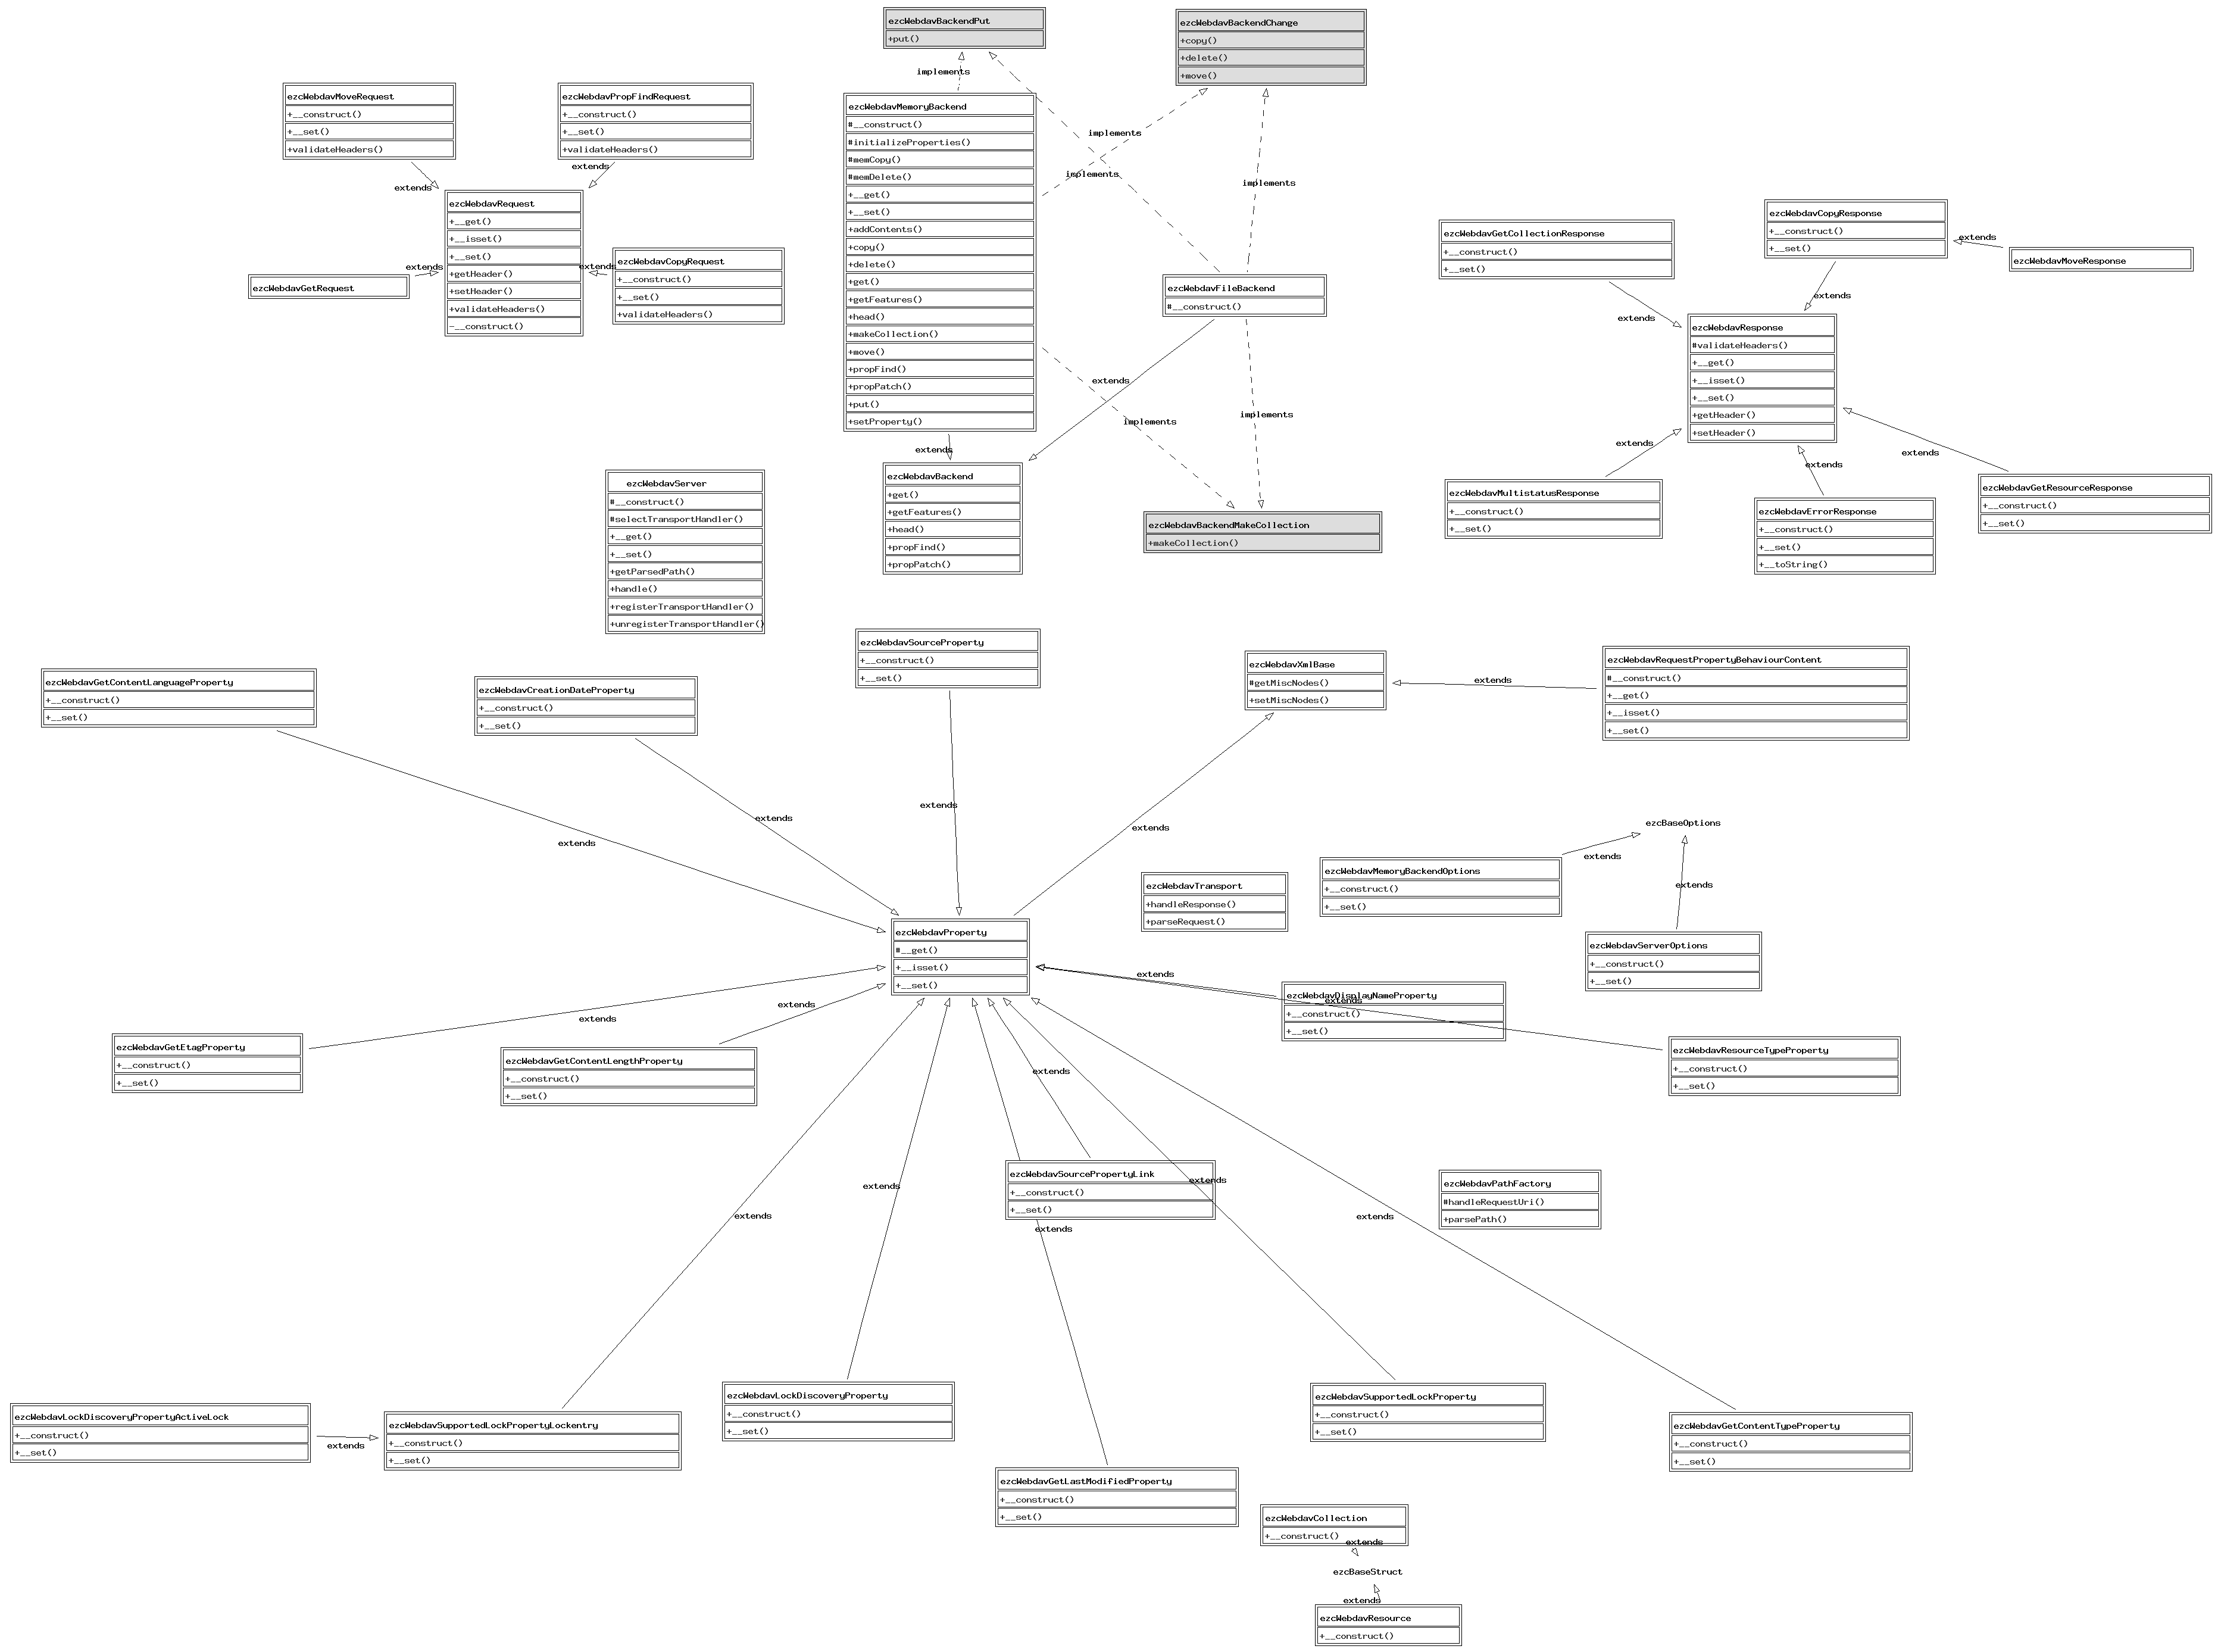 ezcWebdavBackendPut
+put()
ezcWebdavBackendChange
+copy()
+delete()
+move()
implements
ezcWebdavMoveRequest
+__construct()
+__set()
+validateHeaders()
ezcWebdavPropFindRequest
+__construct()
+__set()
+validateHeaders()
extends
extends
ezcWebdavRequest
+__get()
+__isset()
+__set()
+getHeader()
+setHeader()
+validateHeaders()
-__construct()
extends
ezcWebdavGetRequest
extends
ezcWebdavCopyRequest
+__construct()
+__set()
+validateHeaders()
ezcWebdavMemoryBackend
#__construct()
#initializeProperties()
#memCopy()
#memDelete()
+__get()
+__set()
+addContents()
+copy()
+delete()
+get()
+getFeatures()
+head()
+makeCollection()
+move()
+propFind()
+propPatch()
+put()
+setProperty()
implements
implements
implements
ezcWebdavFileBackend
#__construct()
extends
implements
implements
extends
ezcWebdavBackend
+get()
+getFeatures()
+head()
+propFind()
+propPatch()
ezcWebdavBackendMakeCollection
+makeCollection()
ezcWebdavGetCollectionResponse
+__construct()
+__set()
ezcWebdavCopyResponse
+__construct()
+__set()
extends
ezcWebdavMoveResponse
extends
extends
ezcWebdavResponse
#validateHeaders()
+__get()
+__isset()
+__set()
+getHeader()
+setHeader()
extends
extends
extends
ezcWebdavMultistatusResponse
+__construct()
+__set()
ezcWebdavErrorResponse
+__construct()
+__set()
+__toString()
ezcWebdavGetResourceResponse
+__construct()
+__set()
ezcWebdavServer
#__construct()
#selectTransportHandler()
+__get()
+__set()
+getParsedPath()
+handle()
+registerTransportHandler()
+unregisterTransportHandler()
ezcWebdavGetContentLanguageProperty
+__construct()
+__set()
ezcWebdavCreationDateProperty
+__construct()
+__set()
ezcWebdavSourceProperty
+__construct()
+__set()
ezcWebdavXmlBase
#getMiscNodes()
+setMiscNodes()
extends
ezcWebdavRequestPropertyBehaviourContent
#__construct()
+__get()
+__isset()
+__set()
extends
extends
extends
extends
ezcBaseOptions
extends
extends
ezcWebdavMemoryBackendOptions
+__construct()
+__set()
ezcWebdavTransport
+handleResponse()
+parseRequest()
ezcWebdavServerOptions
+__construct()
+__set()
ezcWebdavProperty
#__get()
+__isset()
+__set()
extends
extends
extends
extends
ezcWebdavDisplayNameProperty
+__construct()
+__set()
ezcWebdavResourceTypeProperty
+__construct()
+__set()
ezcWebdavGetEtagProperty
+__construct()
+__set()
ezcWebdavGetContentLengthProperty
+__construct()
+__set()
extends
ezcWebdavSourcePropertyLink
+__construct()
+__set()
extends
extends
extends
extends
extends
ezcWebdavPathFactory
#handleRequestUri()
+parsePath()
ezcWebdavLockDiscoveryPropertyActiveLock
+__construct()
+__set()
extends
ezcWebdavSupportedLockPropertyLockentry
+__construct()
+__set()
ezcWebdavLockDiscoveryProperty
+__construct()
+__set()
ezcWebdavSupportedLockProperty
+__construct()
+__set()
ezcWebdavGetContentTypeProperty
+__construct()
+__set()
ezcWebdavGetLastModifiedProperty
+__construct()
+__set()
ezcWebdavCollection
+__construct()
extends
ezcBaseStruct
extends
ezcWebdavResource
+__construct()